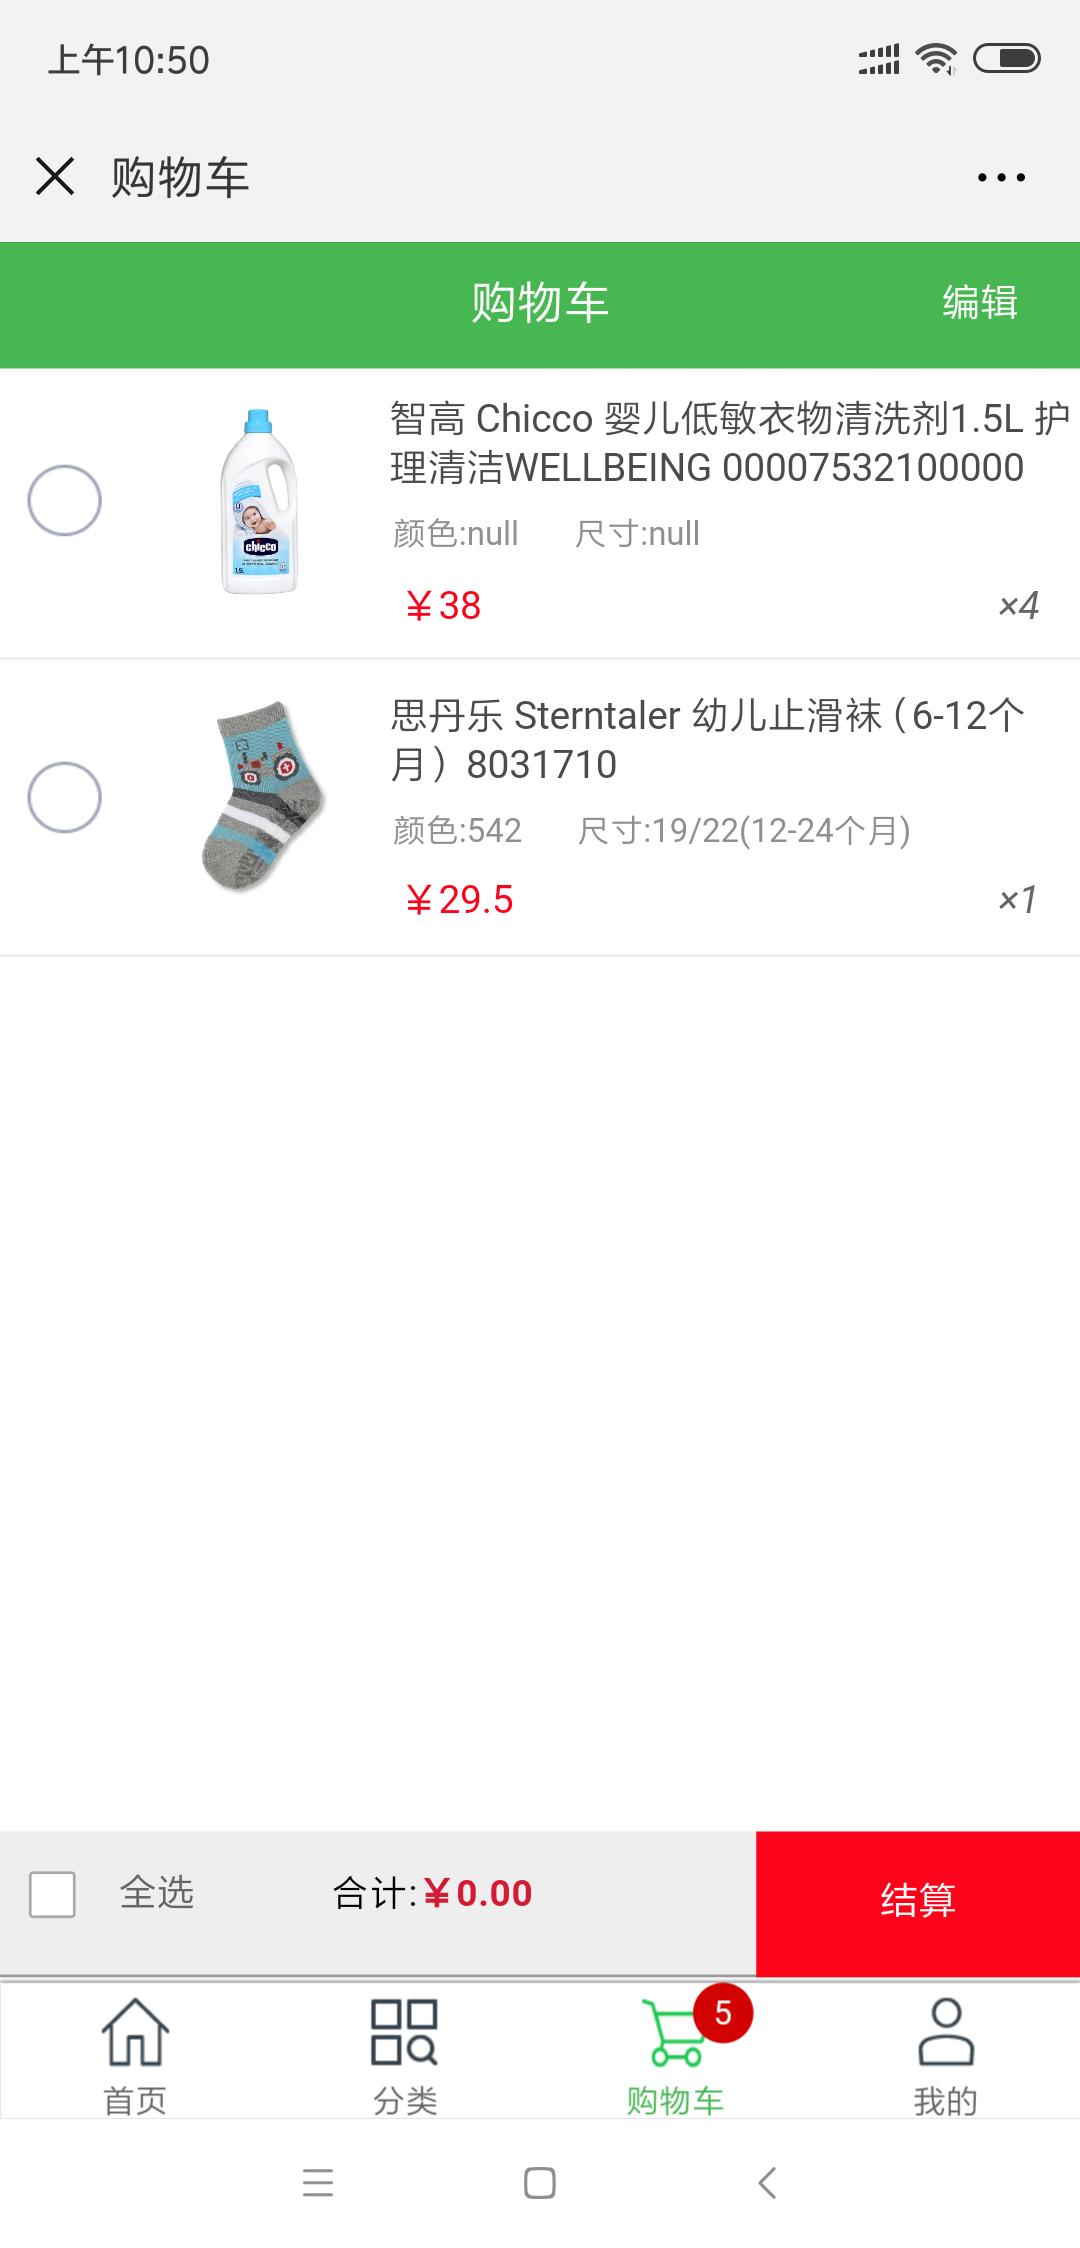 上午10:50
购物车
购物车
编辑
智高 Chicco 婴儿低敏衣物清洗剂1.5L 护
理清洁WELLBEING 00007532100000
颜色:null 尺寸:null
￥38
×4
chicco
1.5L
思丹乐 Sterntaler 幼儿止滑袜（6-12个
月）8031710
颜色:542 尺寸:19/22(12-24个月)
￥29.5
×1
全选
合计:￥0.00
结算
5
首页
分类
购物车
我的